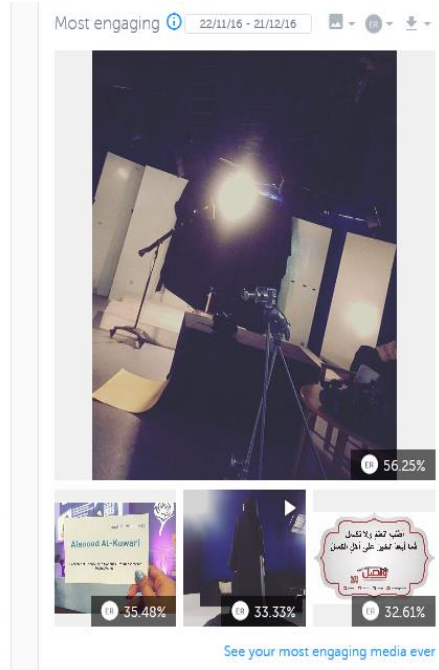 Most engaging
22/11/16 - 21/12/16
ER
ER 56.25%
Alanoud Al-Kuwari
ER 35.48%
ER 33.33%
اطلب العلم ولا تكسل
فما أبعد الخير على أهل الكسل
ER 32.61%
See your most engaging media ever